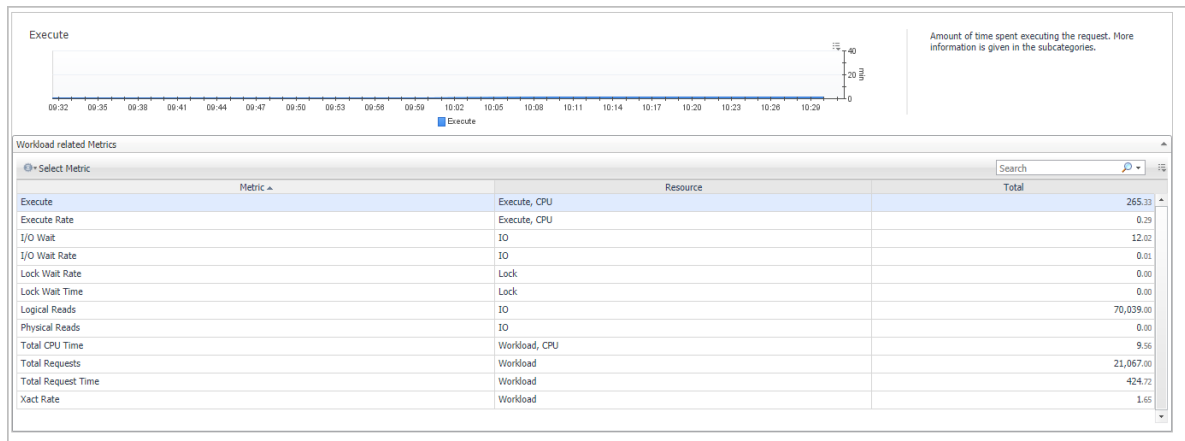 Execute
Amount of time spent executing the request. More
information is given in the subcategories.
40
20
0
min
09:32 09:35 09:38 09:41 09:44 09:47 09:50 09:53 09:56 09:59 10:02 10:05 10:08 10:11 10:14 10:17 10:20 10:23 10:26 10:29
Execute
Workload related Metrics
Select Metric Search
Metric Resource Total
Execute Execute, CPU 265.33
Execute Rate Execute, CPU 0.29
I/O Wait IO 12.02
I/O Wait Rate IO 0.01
Lock Wait Rate Lock 0.00
Lock Wait Time Lock 0.00
Logical Reads IO 70,039.00
Physical Reads IO 0.00
Total CPU Time Workload, CPU 9.56
Total Requests Workload 21,067.00
Total Request Time Workload 424.72
Xact Rate Workload 1.65